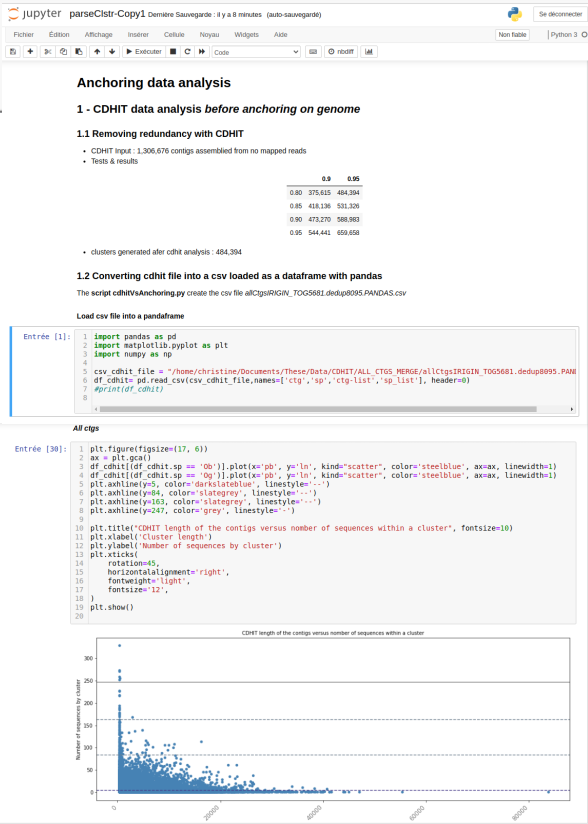 jupyter parseClstr-Copy1 Dernière Sauvegarde : il y a 8 minutes (auto-sauvegardé)
Se déconnecter
Fichier Édition Affichage Insérer Cellule Noyau Widgets Aide
Non fiable Python 3
Exécuter Code nbdiff
Anchoring data analysis
1 - CDHIT data analysis before anchoring on genome
1.1 Removing redundancy with CDHIT
• CDHIT Input : 1,306,676 contigs assemblied from no mapped reads
• Tests & results
0.9 0.95
0.80 375,615 484,394
0.85 418,136 531,326
0.90 473,270 588,983
0.95 544,441 659,658
• clusters generated afer cdhit analysis : 484,394
1.2 Converting cdhit file into a csv loaded as a dataframe with pandas
The script cdhitVsAnchoring.py create the csv file allCtgsIRIGIN_TOG5681.dedup8095.PANDAS.csv
Load csv file into a pandaframe
Entrée [1]:
1 import pandas as pd
2 import matplotlib.pyplot as plt
3 import numpy as np
4
5 csv_cdhit_file = "/home/christine/Documents/These/Data/CDHIT/ALL_CTGS_MERGE/allCtgsIRIGIN_TOG5681.dedup8095.PAN
6 df_cdhit= pd.read_csv(csv_cdhit_file,names=['ctg','sp','ctg-list','sp_list'], header=0)
7 #print(df_cdhit)
8
All ctgs
Entrée [30]:
1 plt.figure(figsize=(17, 6))
2 ax = plt.gca()
3 df_cdhit[(df_cdhit.sp == 'Ob')].plot(x='pb', y='ln', kind="scatter", color='steelblue', ax=ax, linewidth=1)
4 df_cdhit[(df_cdhit.sp == 'Og')].plot(x='pb', y='ln', kind="scatter", color='steelblue', ax=ax, linewidth=1)
5 plt.axhline(y=5, color='darkslateblue', linestyle='--')
6 plt.axhline(y=84, color='slategrey', linestyle='--')
7 plt.axhline(y=163, color='slategrey', linestyle='--')
8 plt.axhline(y=247, color='grey', linestyle='-')
9
10 plt.title("CDHIT length of the contigs versus number of sequences within a cluster", fontsize=10)
11 plt.xlabel('Cluster length')
12 plt.ylabel('Number of sequences by cluster')
13 plt.xticks(
14 rotation=45,
15 horizontalalignment='right',
16 fontweight='light',
17 fontsize='12',
18 )
19 plt.show()
20
CDHIT length of the contigs versus number of sequences within a cluster
Number of sequences by cluster
300
250
200
150
100
50
0
0 20000 40000 60000 80000